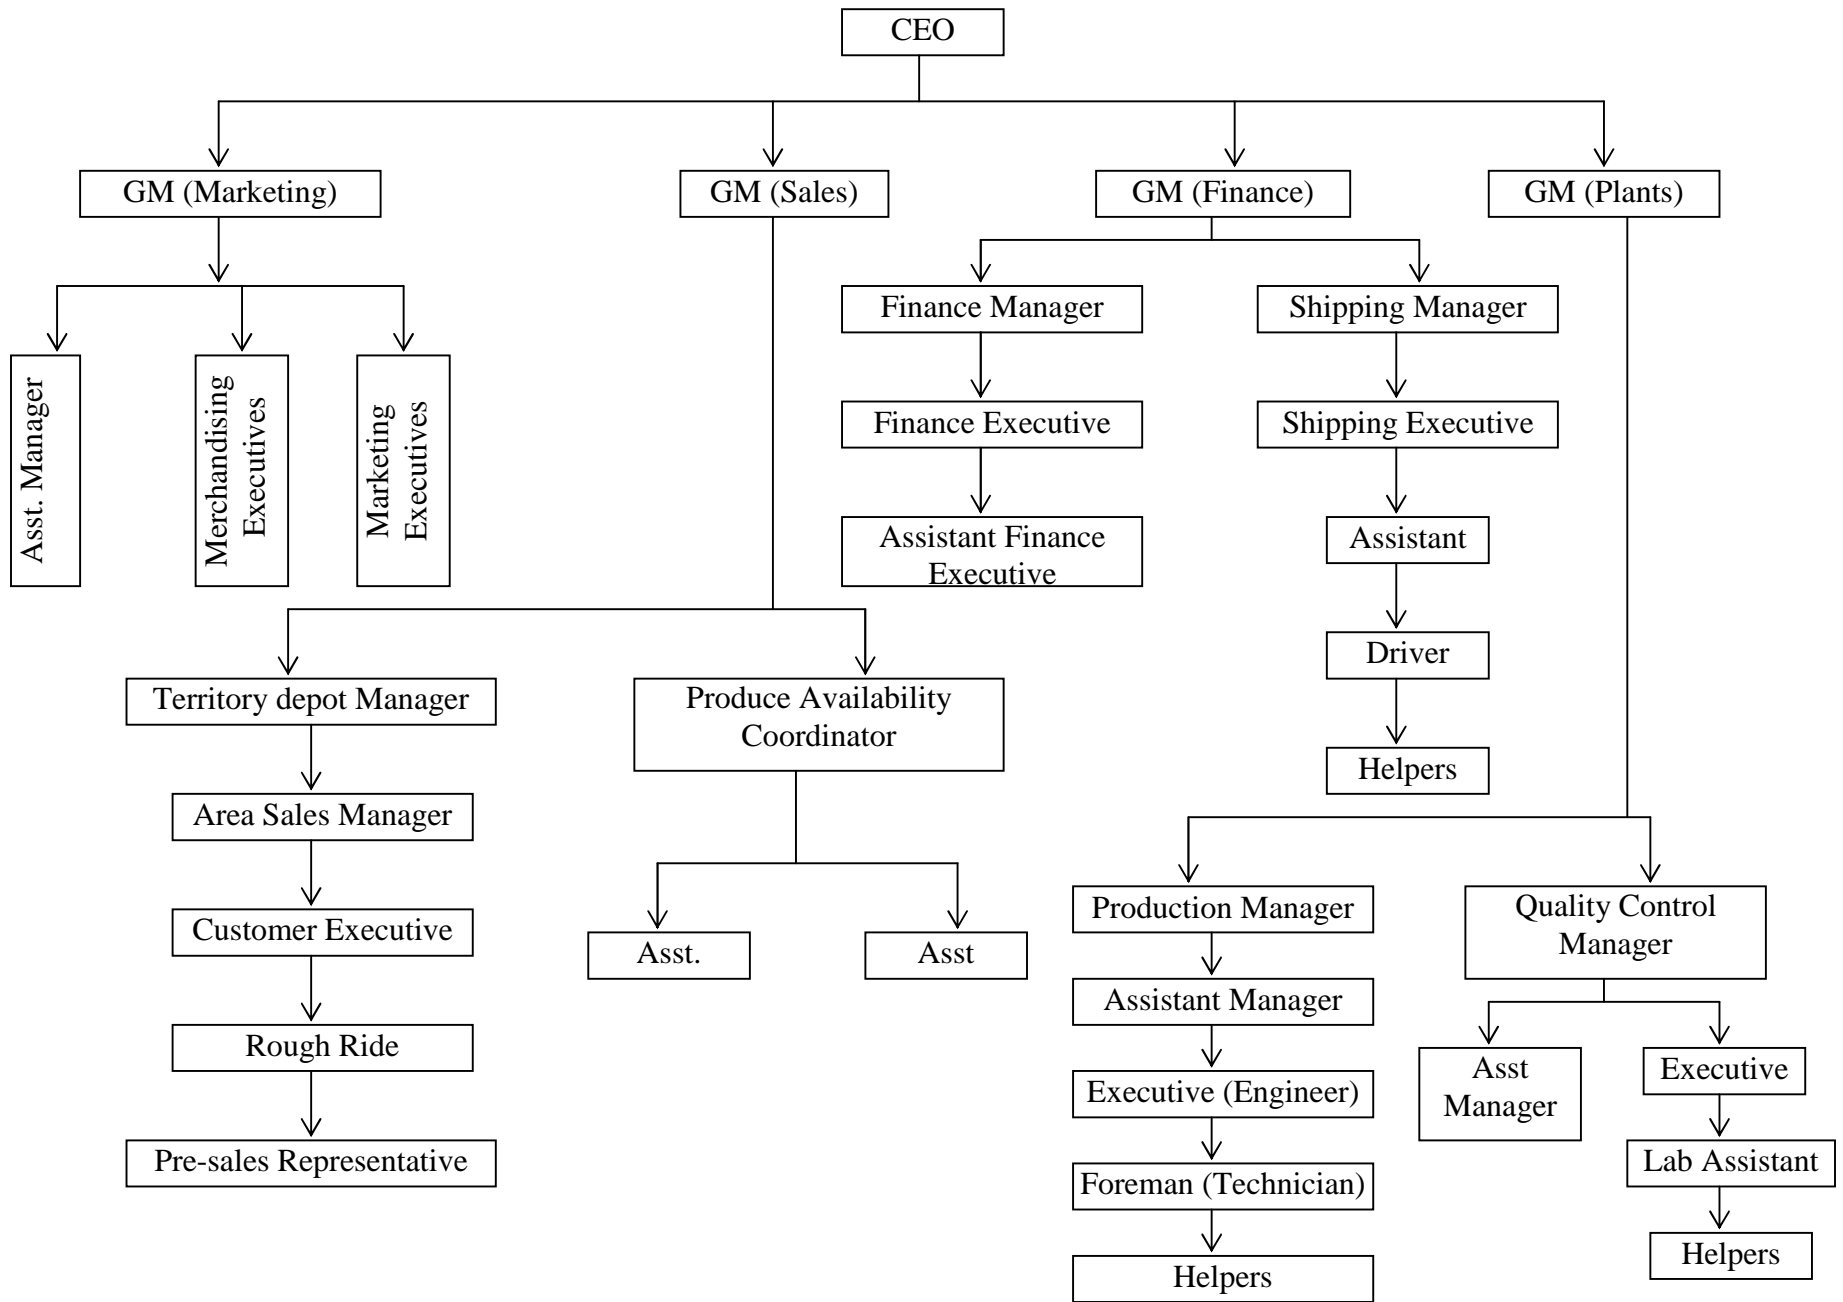 CEO
GM (Marketing)
GM (Sales)
GM (Finance)
GM (Plants)
Asst. Manager
Merchandising
Executives
Marketing
Executives
Finance Manager
Shipping Manager
Finance Executive
Shipping Executive
Assistant Finance
Executive
Assistant
Driver
Helpers
Territory depot Manager
Produce Availability
Coordinator
Area Sales Manager
Customer Executive
Asst.
Asst
Rough Ride
Pre-sales Representative
Production Manager
Quality Control
Manager
Assistant Manager
Executive (Engineer)
Foreman (Technician)
Helpers
Asst
Manager
Executive
Lab Assistant
Helpers